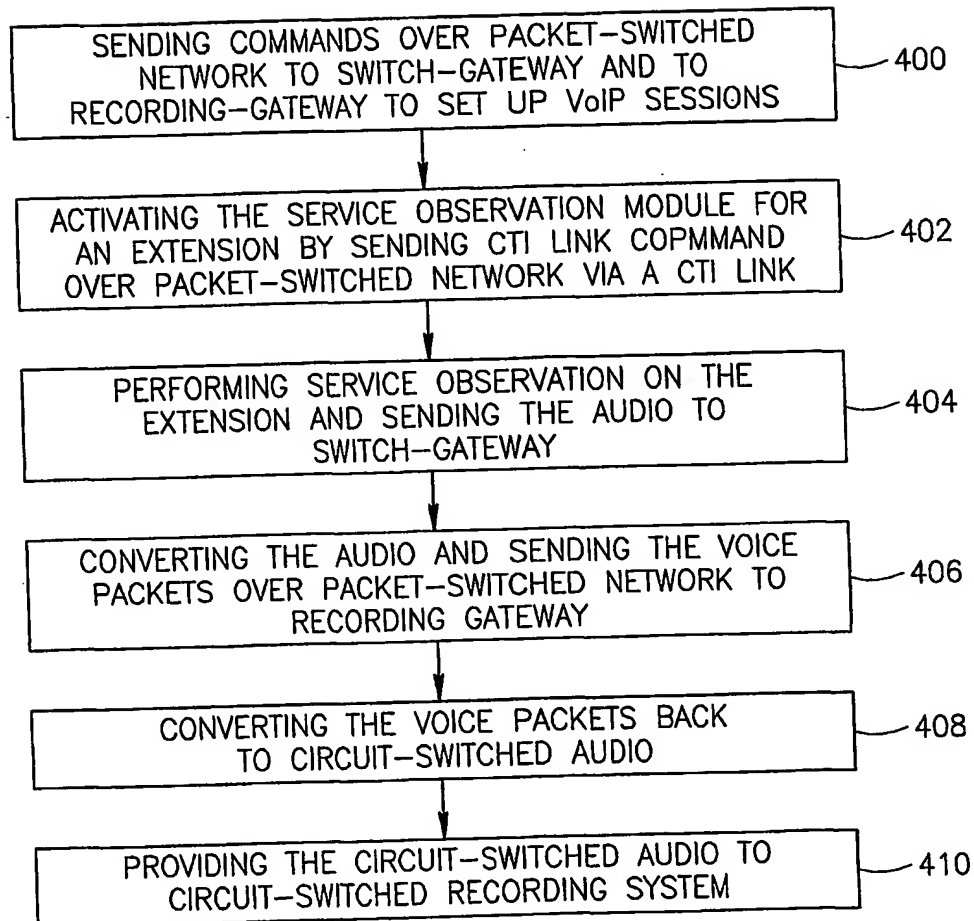 SENDING COMMANDS OVER PACKET-SWITCHED
NETWORK TO SWITCH-GATEWAY AND TO
RECORDING-GATEWAY TO SET UP VoIP SESSIONS
400
ACTIVATING THE SERVICE OBSERVATION MODULE FOR
AN EXTENSION BY SENDING CTI LINK COPMMAND
OVER PACKET-SWITCHED NETWORK VIA A CTI LINK
402
PERFORMING SERVICE OBSERVATION ON THE
EXTENSION AND SENDING THE AUDIO TO
SWITCH-GATEWAY
404
CONVERTING THE AUDIO AND SENDING THE VOICE
PACKETS OVER PACKET-SWITCHED NETWORK TO
RECORDING GATEWAY
406
CONVERTING THE VOICE PACKETS BACK
TO CIRCUIT-SWITCHED AUDIO
408
PROVIDING THE CIRCUIT-SWITCHED AUDIO TO
CIRCUIT-SWITCHED RECORDING SYSTEM
410